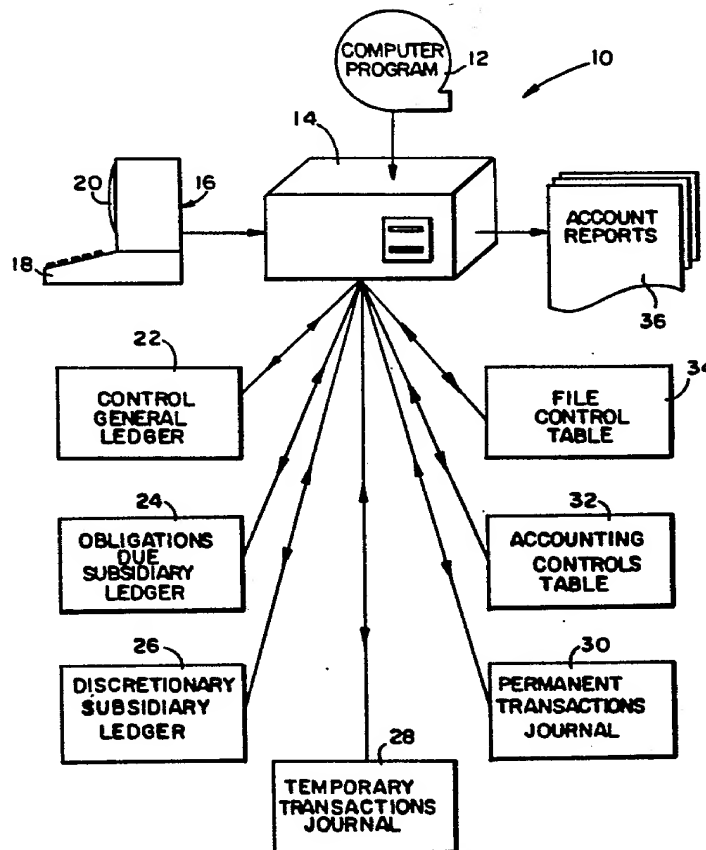 COMPUTER
PROGRAM
12
10
14
20
16
18
ACCOUNT
REPORTS
36
22
CONTROL
GENERAL
LEDGER
34
FILE
CONTROL
TABLE
24
OBLIGATIONS
DUE
SUBSIDIARY
LEDGER
32
ACCOUNTING
CONTROLS
TABLE
26
DISCRETIONARY
SUBSIDIARY
LEDGER
30
PERMANENT
TRANSACTIONS
JOURNAL
28
TEMPORARY
TRANSACTIONS
JOURNAL